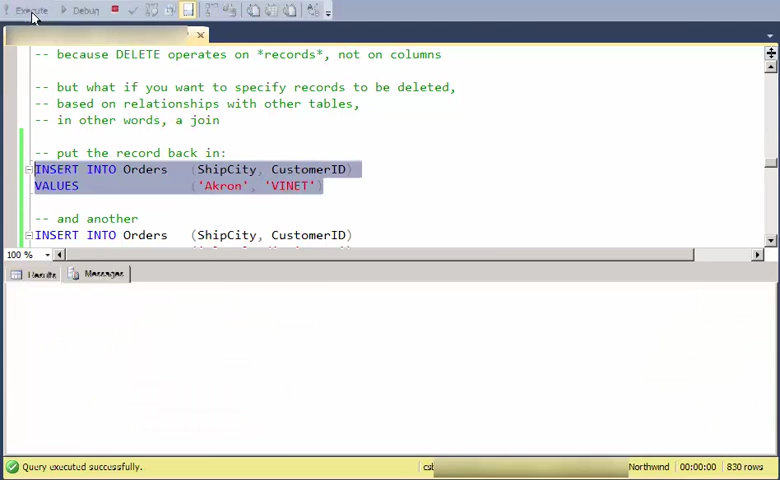 Execute Debug
-- because DELETE operates on *records*, not on columns
-- but what if you want to specify records to be deleted,
-- based on relationships with other tables,
-- in other words, a join
-- put the record back in:
INSERT INTO Orders (ShipCity, CustomerID)
VALUES ('Akron', 'VINET')
-- and another
INSERT INTO Orders (ShipCity, CustomerID)
100 %
Results Messages
Query executed successfully. Northwind 00:00:00 830 rows